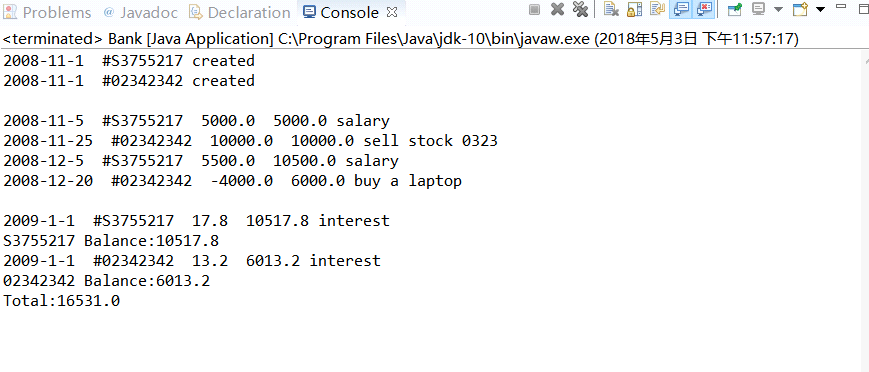 Problems @ Javadoc Declaration Console
<terminated> Bank [Java Application] C:\Program Files\Java\jdk-10\bin\javaw.exe (2018年5月3日 下午11:57:17)
2008-11-1  #S3755217 created
2008-11-1  #02342342 created
2008-11-5  #S3755217  5000.0  5000.0 salary
2008-11-25  #02342342  10000.0  10000.0 sell stock 0323
2008-12-5  #S3755217  5500.0  10500.0 salary
2008-12-20  #02342342  -4000.0  6000.0 buy a laptop
2009-1-1  #S3755217  17.8  10517.8 interest
S3755217 Balance:10517.8
2009-1-1  #02342342  13.2  6013.2 interest
02342342 Balance:6013.2
Total:16531.0